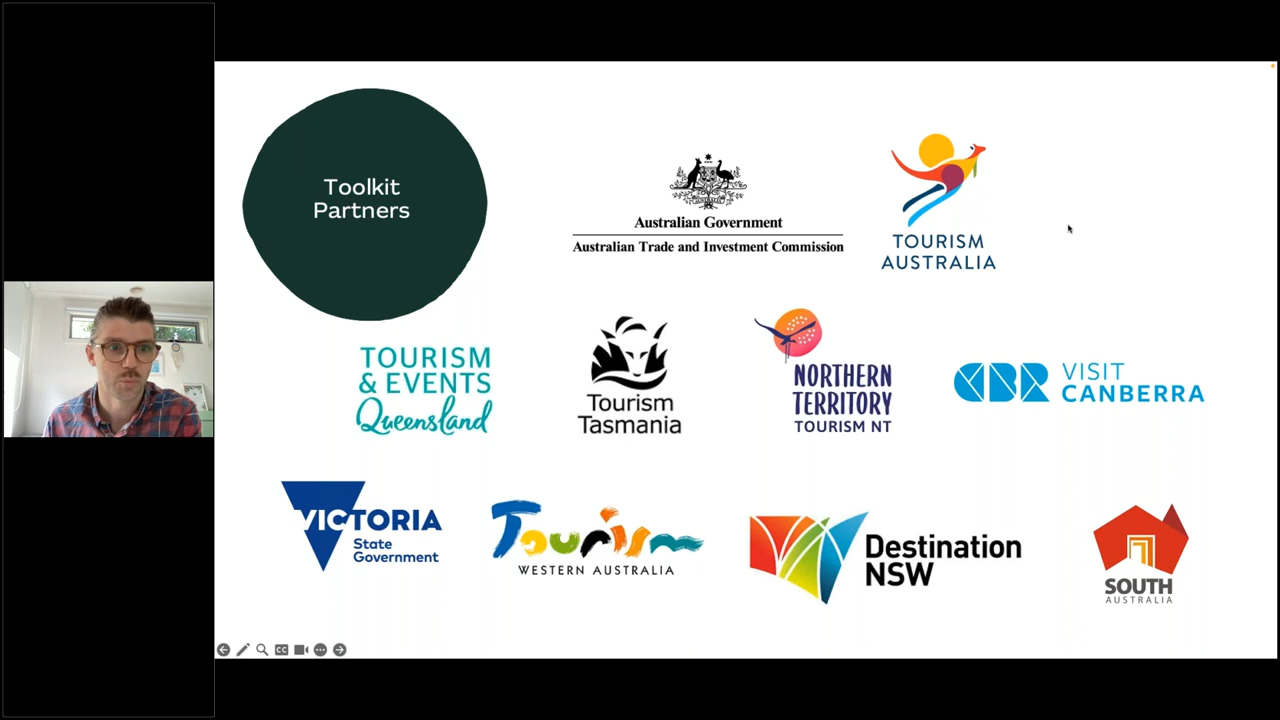 Toolkit
Partners
Australian Government
Australian Trade and Investment Commission
TOURISM
AUSTRALIA
TOURISM
& EVENTS
Queensland
Tourism
Tasmania
NORTHERN
TERRITORY
TOURISM NT
CBR VISIT
CANBERRA
VICTORIA
State
Government
Tourism
WESTERN AUSTRALIA
Destination
NSW
SOUTH
AUSTRALIA
CC